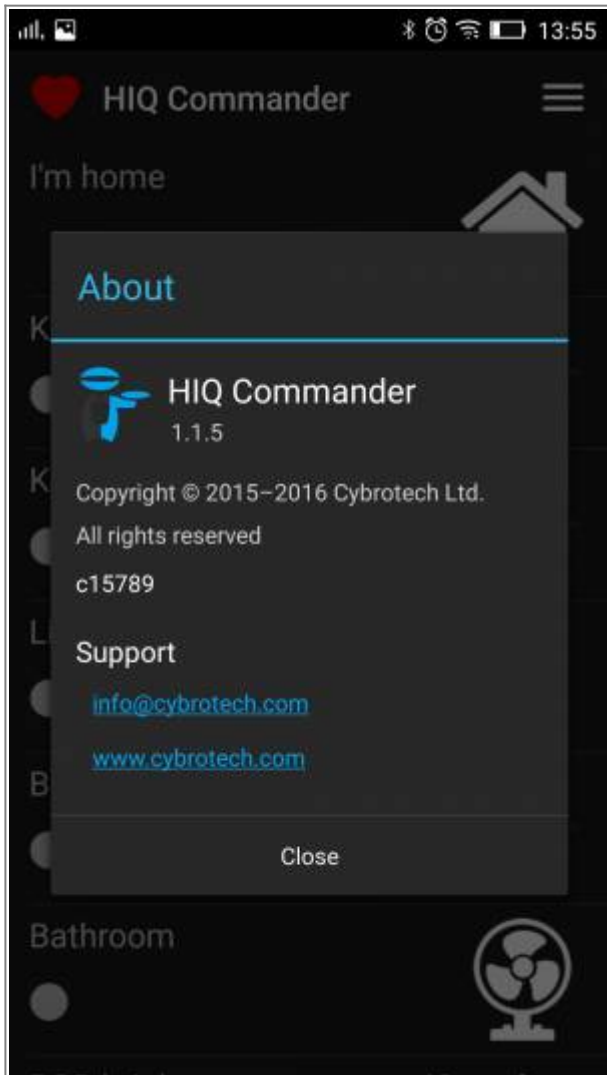 13:55
HIQ Commander
I'm home
About
K
HIQ Commander
1.1.5
K
Copyright © 2015–2016 Cybrotech Ltd.
All rights reserved
c15789
L
Support
info@cybrotech.com
www.cybrotech.com
B
Close
Bathroom